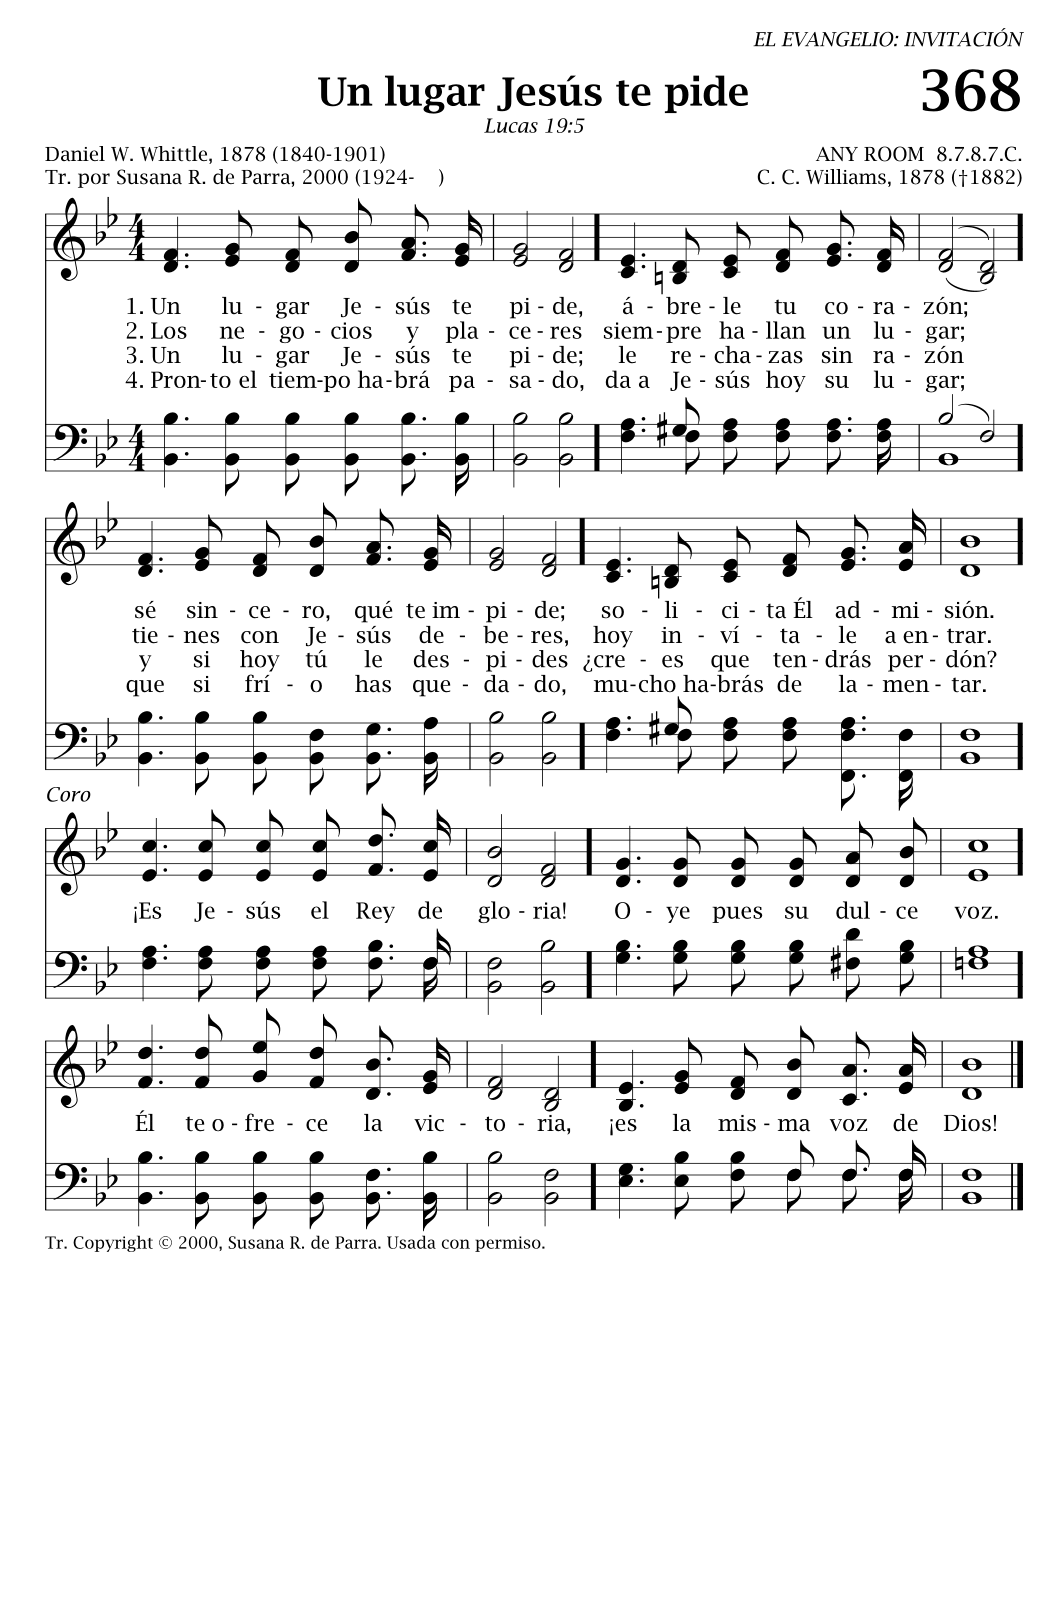 EL EVANGELIO: INVITACIÓN
Un lugar Jesús te pide 368
Lucas 19:5
Daniel W. Whittle, 1878 (1840-1901) ANY ROOM 8.7.8.7.C.
Tr. por Susana R. de Parra, 2000 (1924- ) C. C. Williams, 1878 (†1882)
1. Un lu - gar Je - sús te pi - de, á - bre - le tu co - ra - zón;
2. Los ne - go - cios y pla - ce - res siem - pre ha - llan un lu - gar;
3. Un lu - gar Je - sús te pi - de; le re - cha - zas sin ra - zón
4. Pron - to el tiem - po ha - brá pa - sa - do, da a Je - sús hoy su lu - gar;
sé sin - ce - ro, qué te im - pi - de; so - li - ci - ta Él ad - mi - sión.
tie - nes con Je - sús de - be - res, hoy in - ví - ta - le a en - trar.
y si hoy tú le des - pi - des ¿cre - es que ten - drás per - dón?
que si frí - o has que - da - do, mu - cho ha - brás de la - men - tar.
Coro
¡Es Je - sús el Rey de glo - ria! O - ye pues su dul - ce voz.
Él te o - fre - ce la vic - to - ria, ¡es la mis - ma voz de Dios!
Tr. Copyright © 2000, Susana R. de Parra. Usada con permiso.